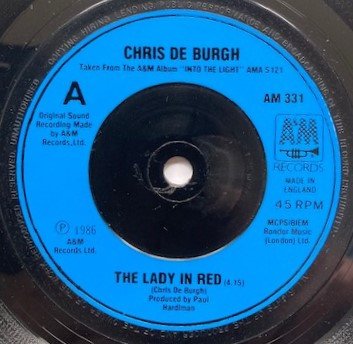 CHRIS DE BURGH
Taken From The A&M Album "INTO THE LIGHT" AMA 5121
A
AM 331
Original Sound
Recording Made
by A&M
Records, Ltd.
AM
RECORDS
MADE IN
ENGLAND
45 RPM
MCPS/BIEM
Rondor Music
(London) Ltd.
Ⓟ 1986
A&M
Records Ltd.
THE LADY IN RED (4.15)
(Chris De Burgh)
Produced by Paul
Hardiman